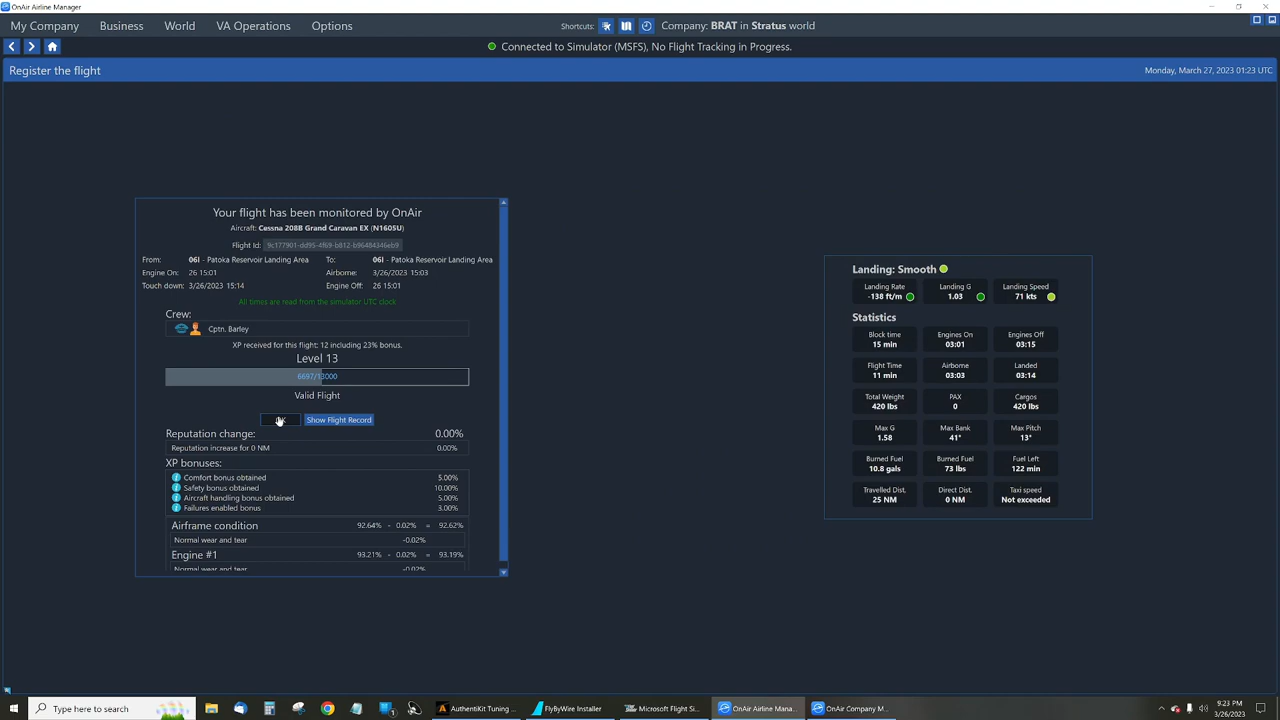 OnAir Airline Manager
My Company Business World VA Operations Options Shortcuts: Company: BRAT in Stratus world
Connected to Simulator (MSFS), No Flight Tracking in Progress.
Register the flight Monday, March 27, 2023 01:23 UTC
Your flight has been monitored by OnAir
Aircraft: Cessna 208B Grand Caravan EX (N1605U)
Flight Id: 9c177901-dd95-4f69-b812-b96484346eb9
From: 06I - Patoka Reservoir Landing Area To: 06I - Patoka Reservoir Landing Area
Engine On: 26 15:01 Airborne: 3/26/2023 15:03
Touch down: 3/26/2023 15:14 Engine Off: 26 15:01
All times are read from the simulator UTC clock
Crew:
Cptn. Barley
XP received for this flight: 12 including 23% bonus.
Level 13
6697/13000
Valid Flight
Show Flight Record
Reputation change: 0.00%
Reputation increase for 0 NM 0.00%
XP bonuses:
Comfort bonus obtained 5.00%
Safety bonus obtained 10.00%
Aircraft handling bonus obtained 5.00%
Failures enabled bonus 3.00%
Airframe condition 92.64% - 0.02% = 92.62%
Normal wear and tear -0.02%
Engine #1 93.21% - 0.02% = 93.19%
Normal wear and tear -0.02%
Landing: Smooth
Landing Rate Landing G Landing Speed
-138 ft/m 1.03 71 kts
Statistics
Block time Engines On Engines Off
15 min 03:01 03:15
Flight Time Airborne Landed
11 min 03:03 03:14
Total Weight PAX Cargos
420 lbs 0 420 lbs
Max G Max Bank Max Pitch
1.58 41° 13°
Burned Fuel Burned Fuel Fuel Left
10.8 gals 73 lbs 122 min
Travelled Dist. Direct Dist. Taxi speed
25 NM 0 NM Not exceeded
Type here to search AuthentiKit Tuning ... FlyByWire Installer Microsoft Flight Si... OnAir Airline Mana... OnAir Company M... 9:23 PM
3/26/2023